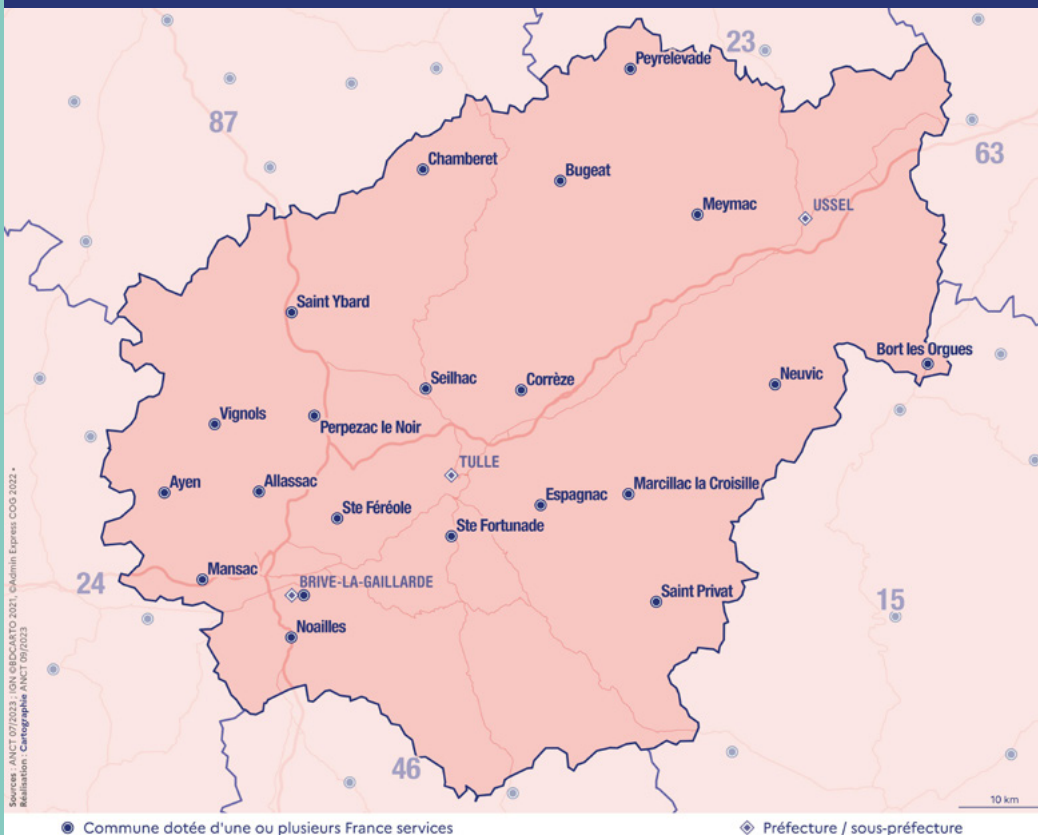 23
Peyrelevade
87
63
Chamberet
Bugeat
Meymac
USSEL
Saint Ybard
Bort les Orgues
Seilhac
Corrèze
Neuvic
Vignols
Perpezac le Noir
TULLE
Ayen
Allassac
Marcillac la Croisille
Espagnac
Ste Féréole
Ste Fortunade
Mansac
24
BRIVE-LA-GAILLARDE
Saint Privat
15
Noailles
46
10 km
Sources : ANCT 07/2023 ; IGN ©BDCARTO 2021, ©Admin Express COG 2022 •
Réalisation : Cartographie ANCT 09/2023
Commune dotée d'une ou plusieurs France services
Préfecture / sous-préfecture